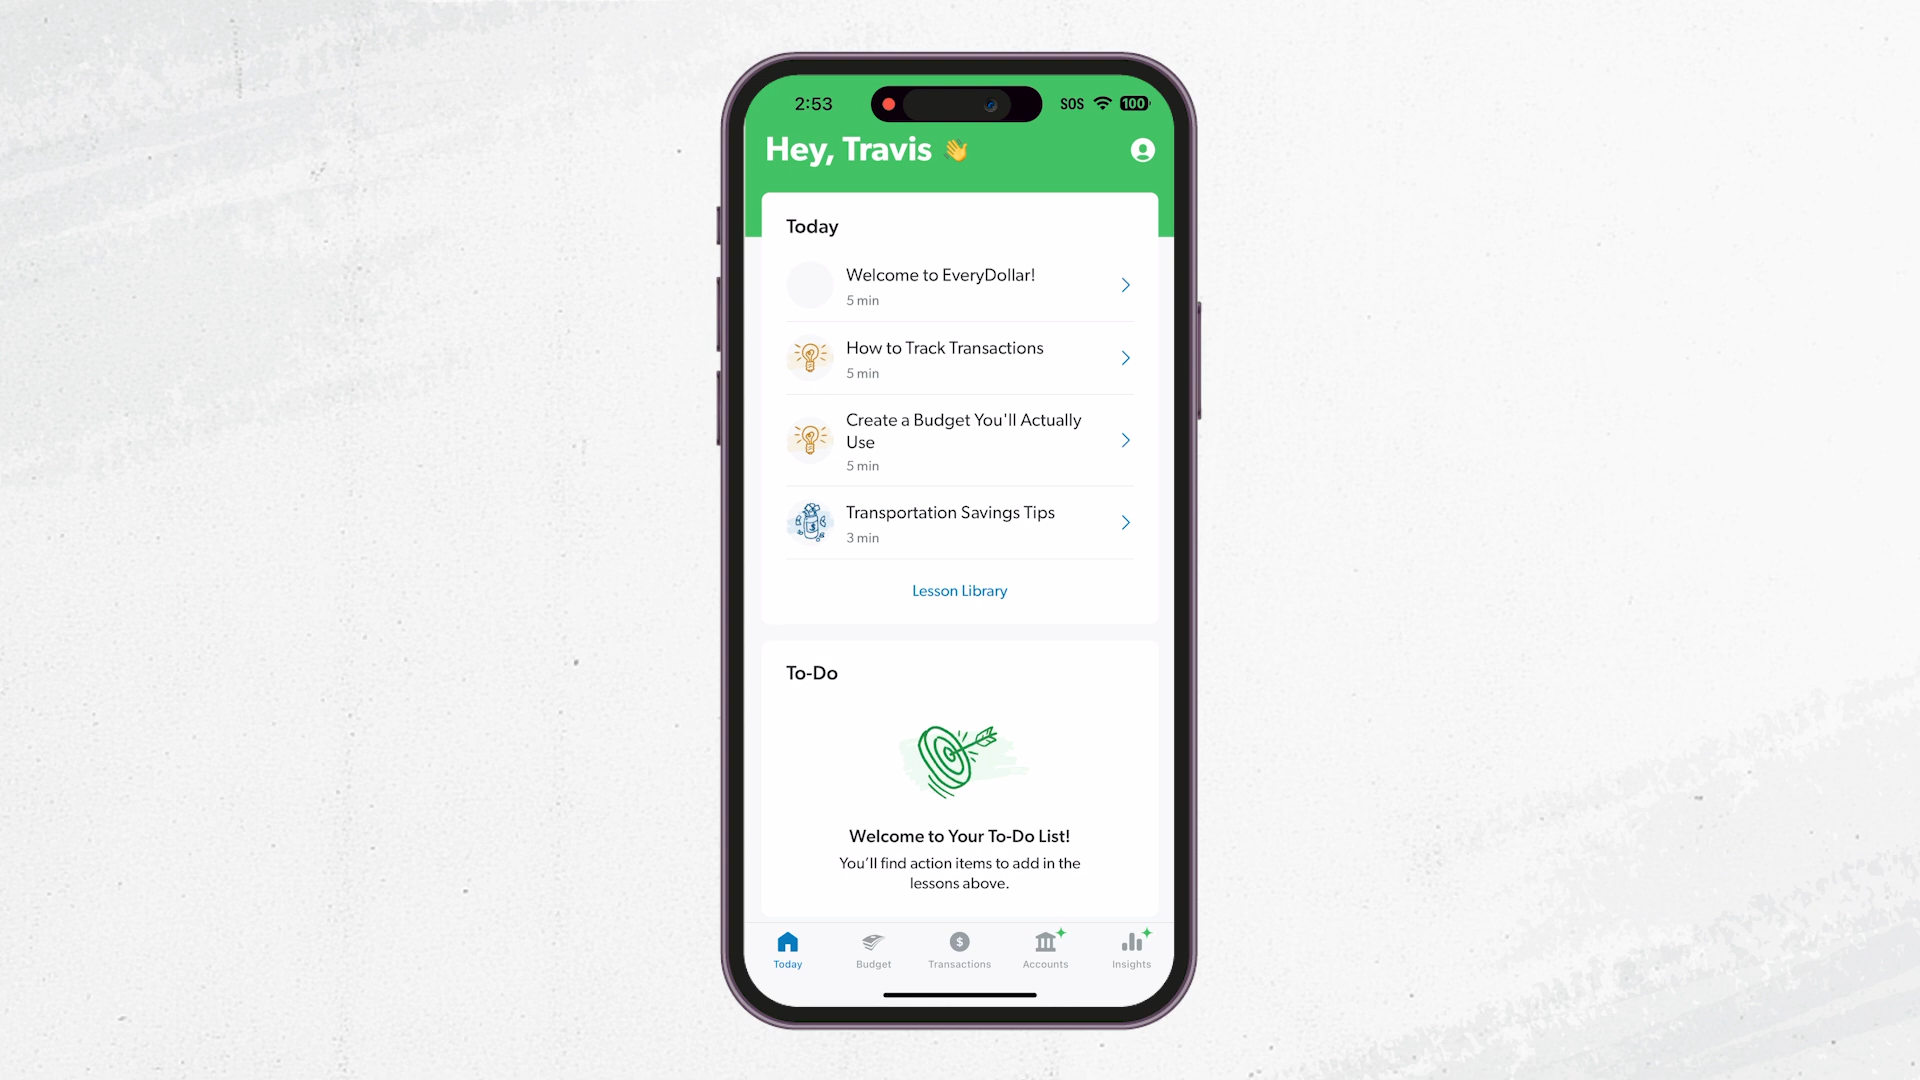 2:53
SOS
100
Hey, Travis 👋
Today
Welcome to EveryDollar!
5 min
How to Track Transactions
5 min
Create a Budget You'll Actually
Use
5 min
Transportation Savings Tips
3 min
Lesson Library
To-Do
Welcome to Your To-Do List!
You'll find action items to add in the
lessons above.
Today
Budget
Transactions
Accounts
Insights